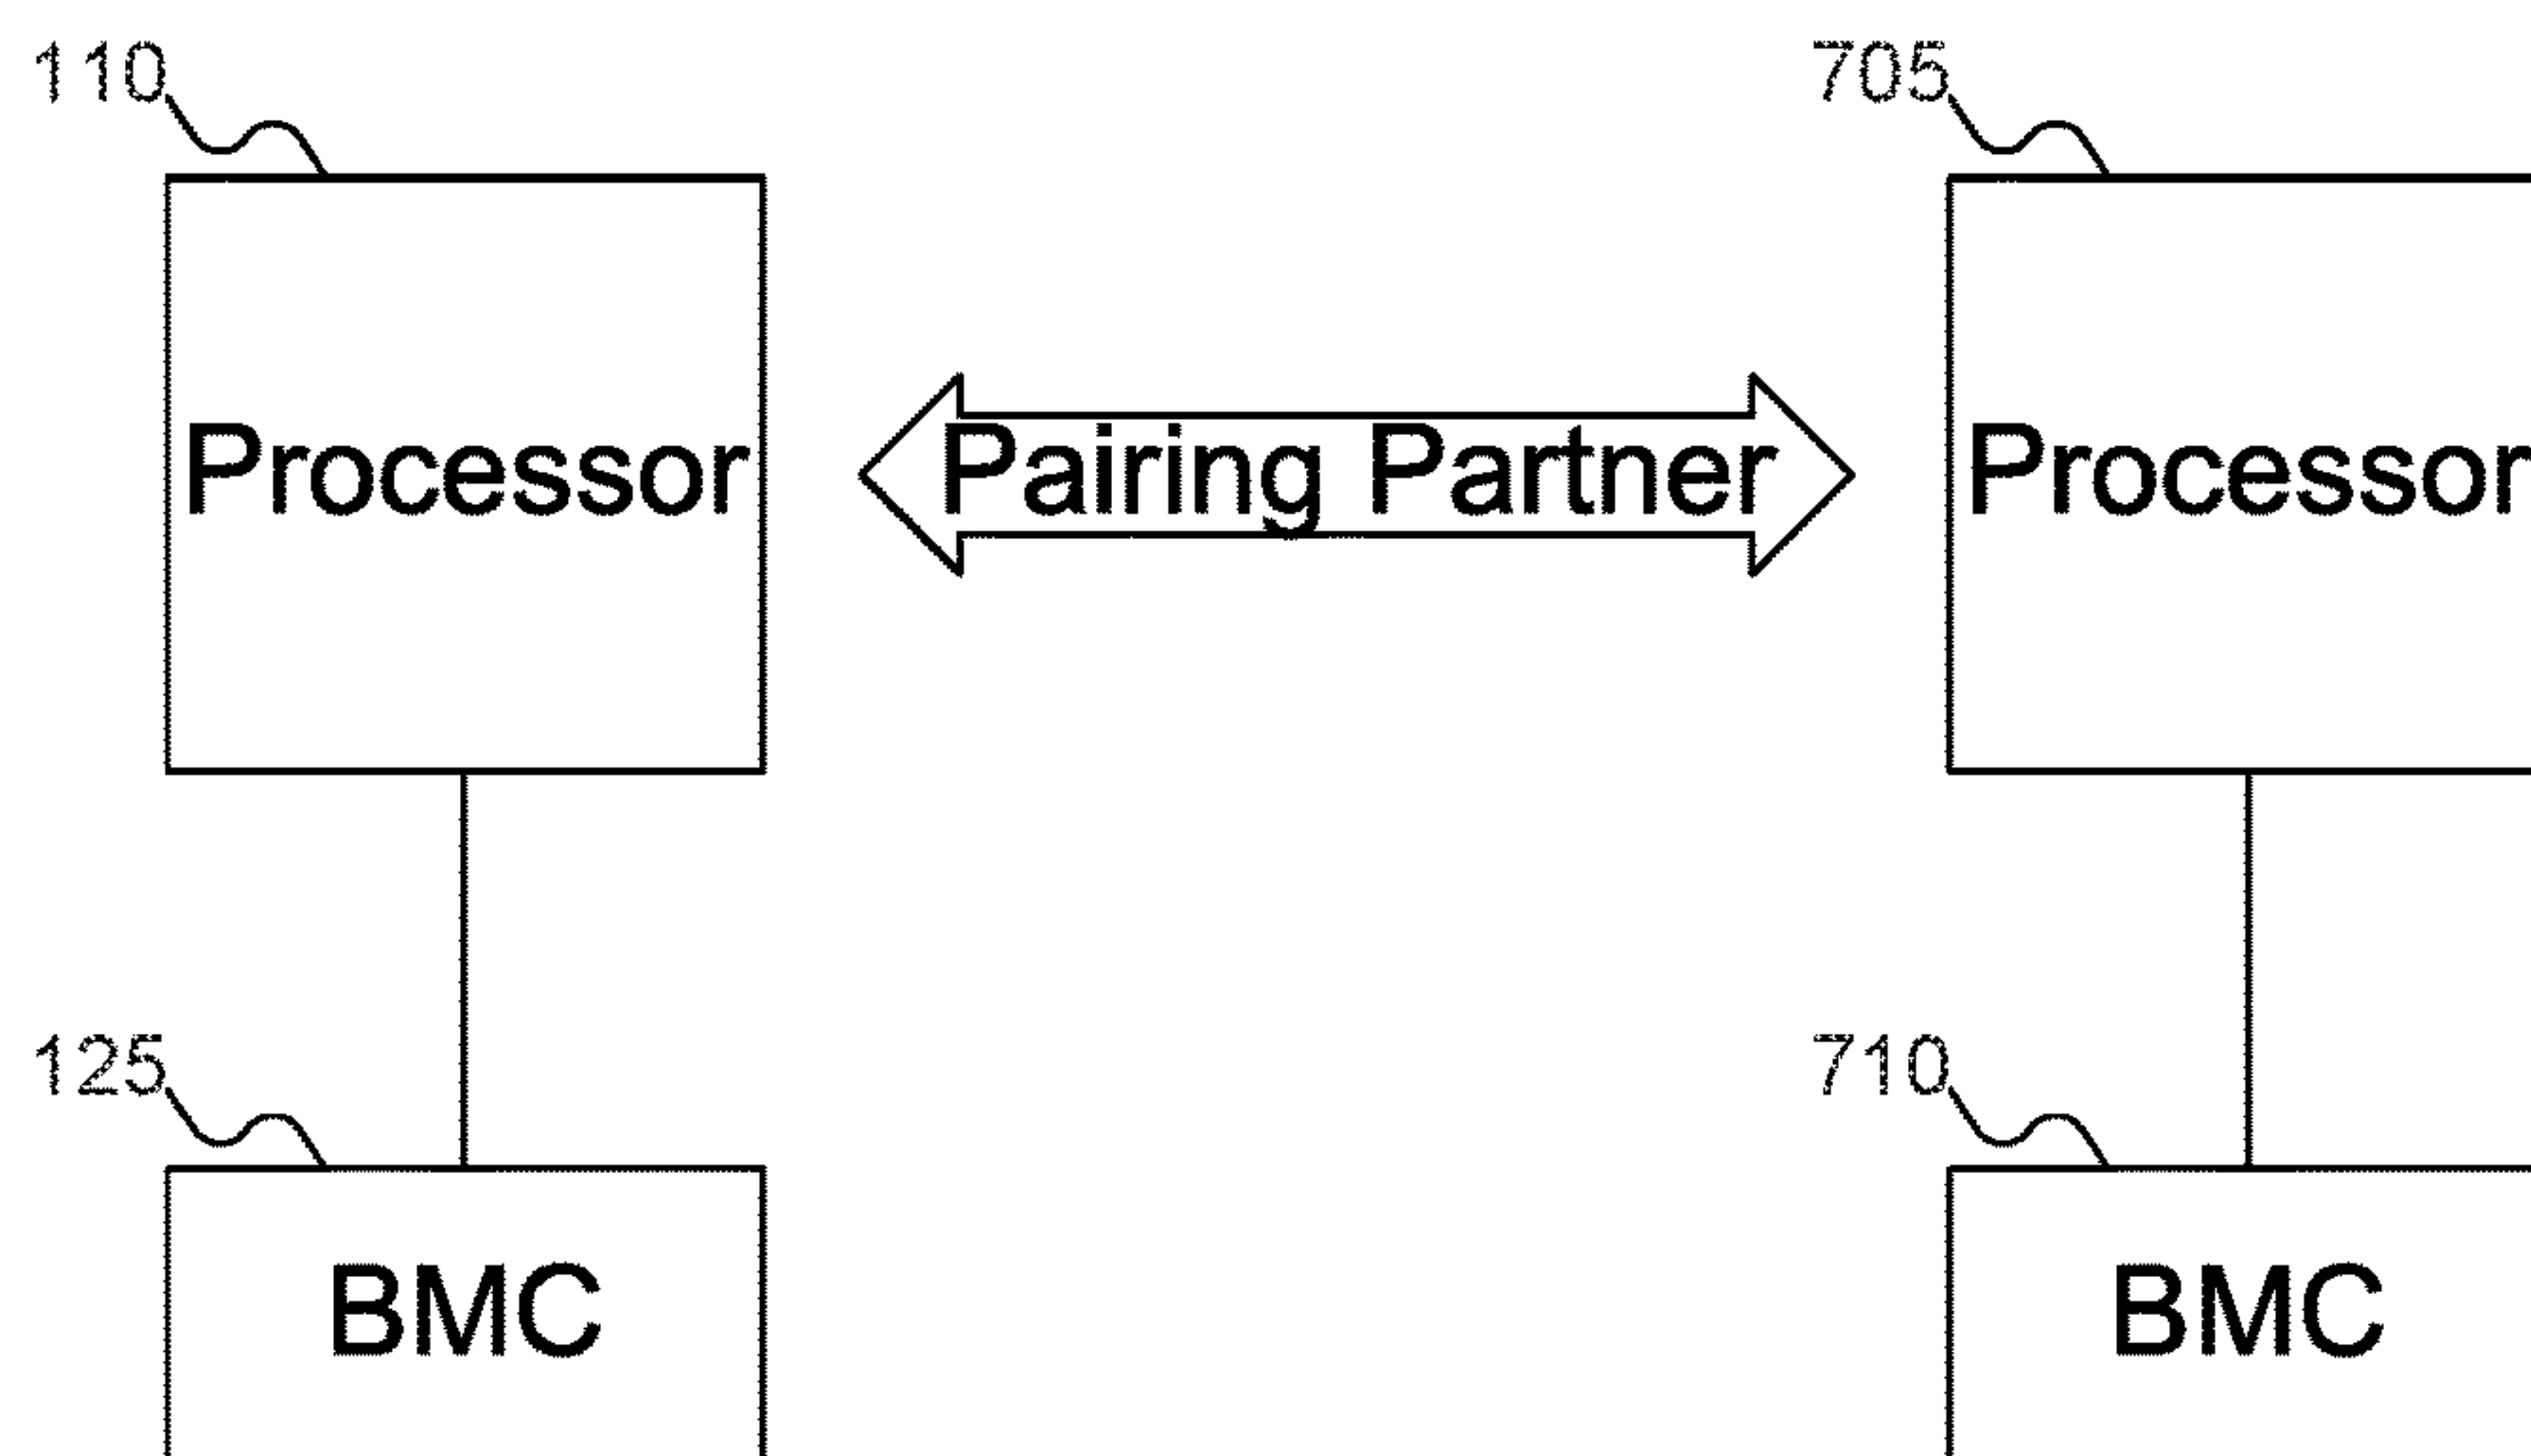 110
705
Processor
Pairing Partner
Processor
125
710
BMC
BMC